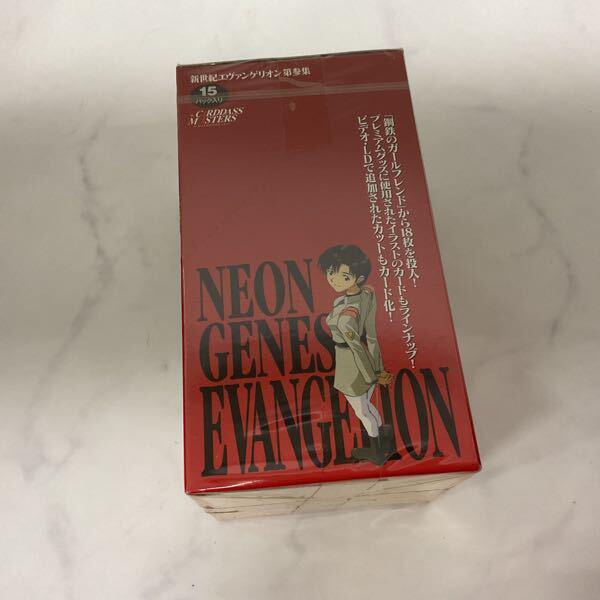 新世紀エヴァンゲリオン第参集
15
パック入り
CARDDASS
MASTERS
「鋼鉄のガールフレンド」から18枚を投入!
プレミアムグッズに使用されたイラストのカードもラインナップ!
ビデオ・LDで追加されたカットもカード化!
NEON
GENESIS
EVANGELION